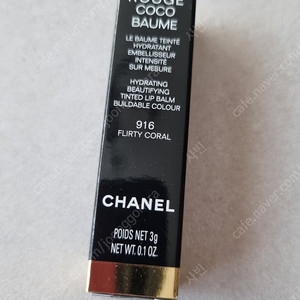 ROUGE
COCO
BAUME
LE BAUME TEINTÉ
HYDRATANT
EMBELLISSEUR
INTENSITÉ
SUR MESURE
HYDRATING
BEAUTIFYING
TINTED LIP BALM
BUILDABLE COLOUR
916
FLIRTY CORAL
CHANEL
POIDS NET 3g
NET WT. 0.1 OZ.